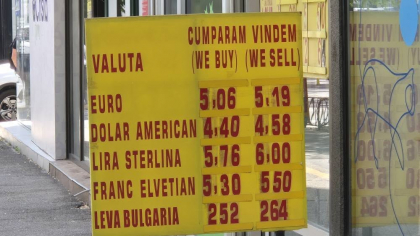 CUMPARAM VINDEM
VALUTA (WE BUY) (WE SELL)
EURO 5.06 5.19
DOLAR AMERICAN 4.40 4.58
LIRA STERLINA 5.76 6.00
FRANC ELVETIAN 5.30 5.50
LEVA BULGARIA 252 264